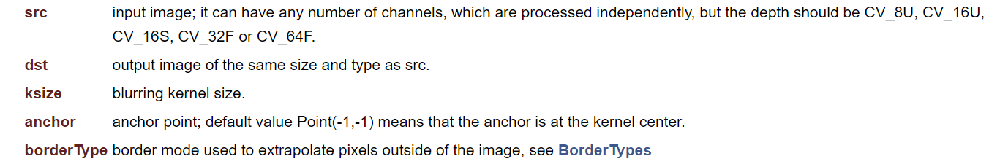 src input image; it can have any number of channels, which are processed independently, but the depth should be CV_8U, CV_16U,
CV_16S, CV_32F or CV_64F.
dst output image of the same size and type as src.
ksize blurring kernel size.
anchor anchor point; default value Point(-1,-1) means that the anchor is at the kernel center.
borderType border mode used to extrapolate pixels outside of the image, see BorderTypes